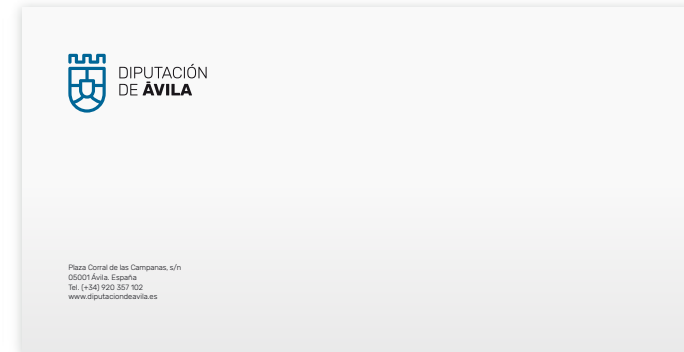 DIPUTACIÓN
DE ÁVILA
Plaza Corral de las Campanas, s/n
05001 Ávila. España
Tel. (+34) 920 357 102
www.diputaciondeavila.es